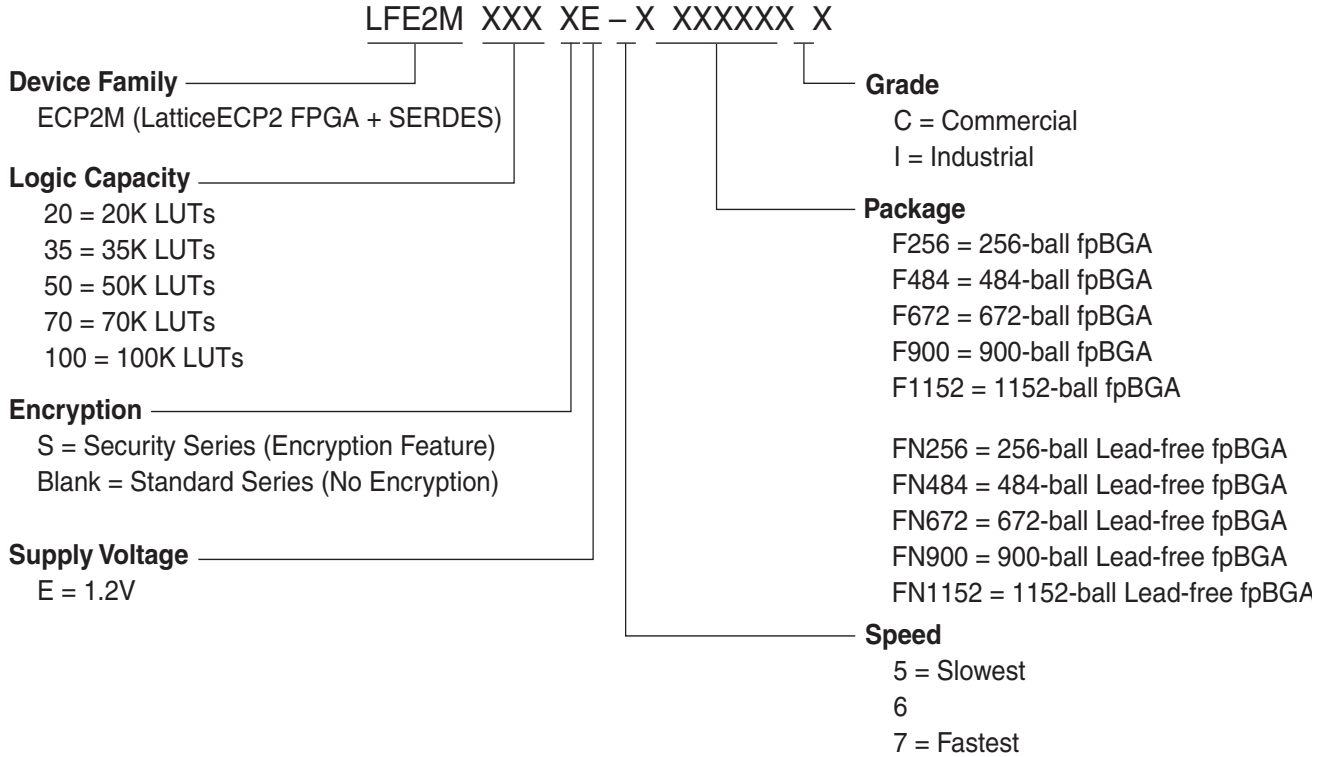 LFE2M XXX XE – X XXXXXX X
Device Family
ECP2M (LatticeECP2 FPGA + SERDES)
Logic Capacity
20 = 20K LUTs
35 = 35K LUTs
50 = 50K LUTs
70 = 70K LUTs
100 = 100K LUTs
Encryption
S = Security Series (Encryption Feature)
Blank = Standard Series (No Encryption)
Supply Voltage
E = 1.2V
Grade
C = Commercial
I = Industrial
Package
F256 = 256-ball fpBGA
F484 = 484-ball fpBGA
F672 = 672-ball fpBGA
F900 = 900-ball fpBGA
F1152 = 1152-ball fpBGA
FN256 = 256-ball Lead-free fpBGA
FN484 = 484-ball Lead-free fpBGA
FN672 = 672-ball Lead-free fpBGA
FN900 = 900-ball Lead-free fpBGA
FN1152 = 1152-ball Lead-free fpBGA
Speed
5 = Slowest
6
7 = Fastest